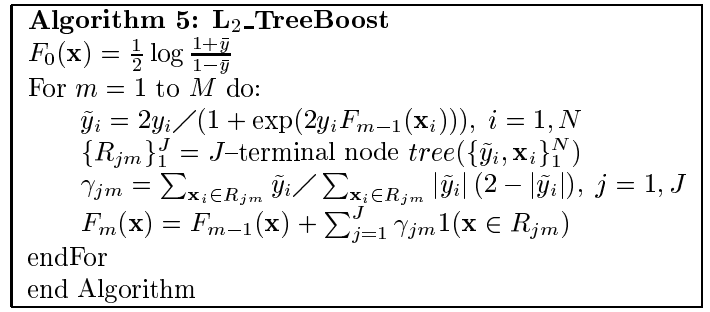 Algorithm 5: L₂_TreeBoost
F₀(x) = ½ log (1+ȳ)/(1−ȳ)
For m = 1 to M do:
ỹᵢ = 2yᵢ/(1 + exp(2yᵢFₘ₋₁(xᵢ))), i = 1, N
{Rⱼₘ}₁ᴶ = J–terminal node tree({ỹᵢ, xᵢ}₁ᴺ)
γⱼₘ = ∑_{xᵢ∈Rⱼₘ} ỹᵢ/ ∑_{xᵢ∈Rⱼₘ} |ỹᵢ| (2 − |ỹᵢ|), j = 1, J
Fₘ(x) = Fₘ₋₁(x) + ∑ⱼ₌₁ᴶ γⱼₘ1(x ∈ Rⱼₘ)
endFor
end Algorithm